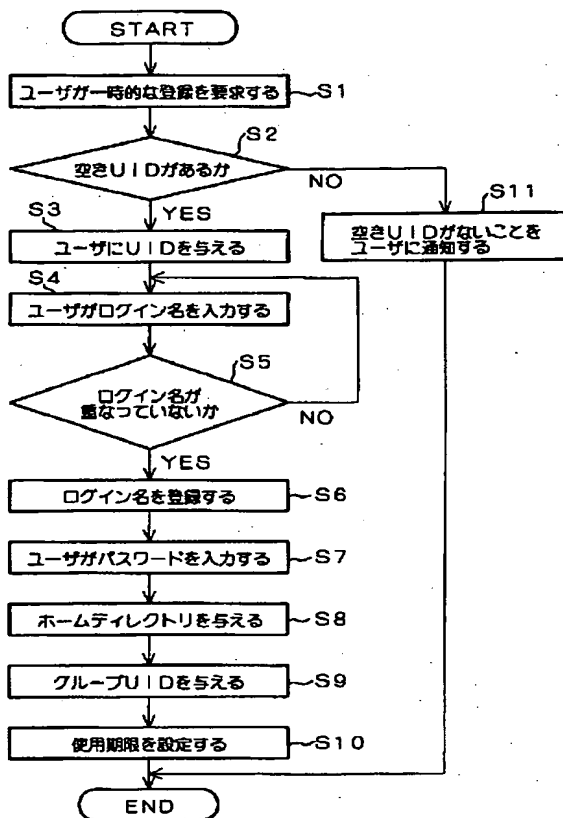 START
ユーザが一時的な登録を要求する
S1
S2
空きUIDがあるか
NO
YES
S11
空きUIDがないことを
ユーザに通知する
S3
ユーザにUIDを与える
S4
ユーザがログイン名を入力する
S5
ログイン名が
重なっていないか
NO
YES
ログイン名を登録する
S6
ユーザがパスワードを入力する
S7
ホームディレクトリを与える
S8
グループUIDを与える
S9
使用期限を設定する
S10
END